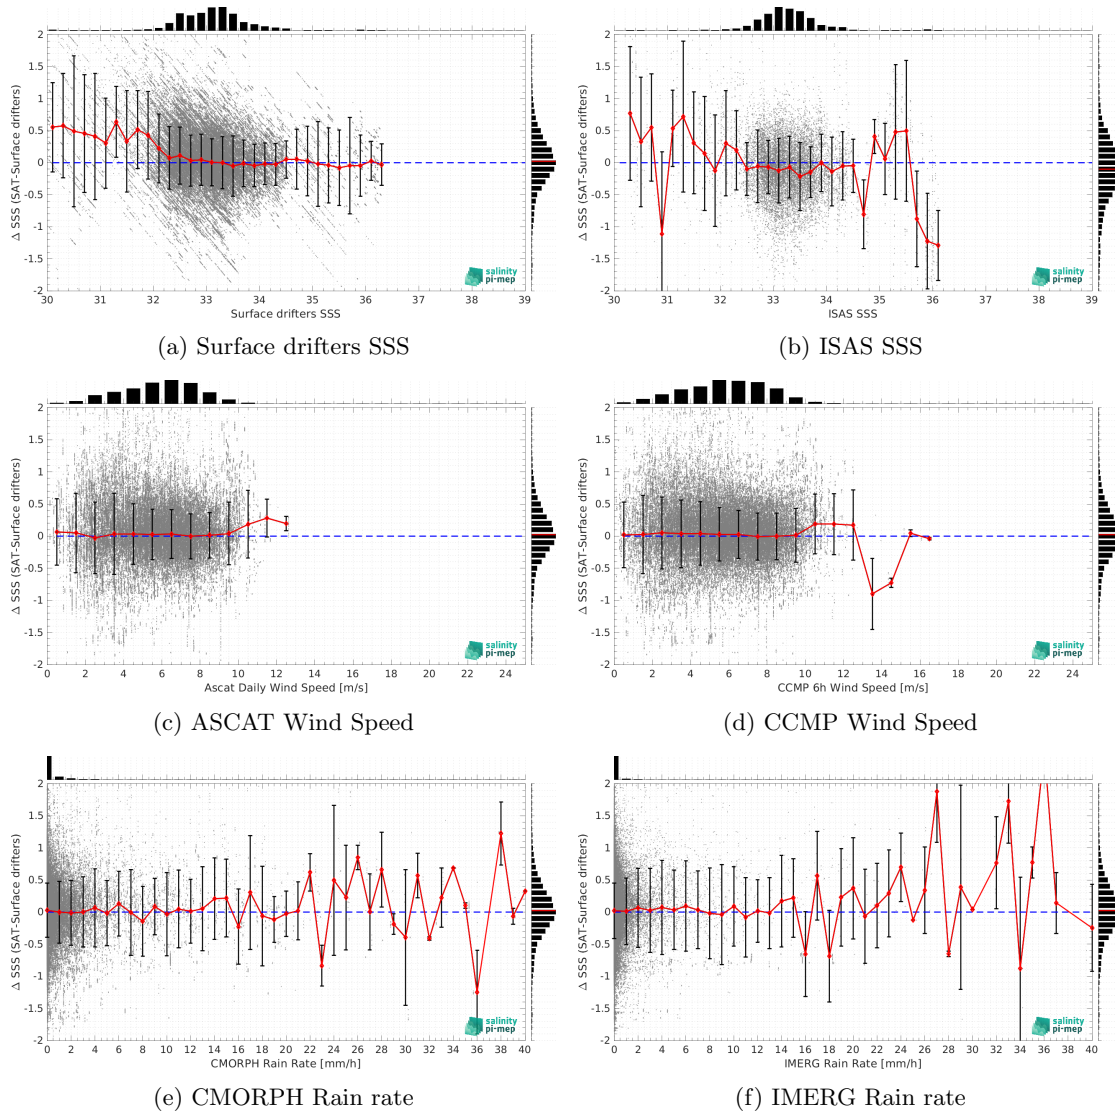 2
1.5
1
0.5
0
-0.5
-1
-1.5
-2
Δ SSS (SAT-Surface drifters)
30 31 32 33 34 35 36 37 38 39
Surface drifters SSS
salinity
pi-mep
(a) Surface drifters SSS
2
1.5
1
0.5
0
-0.5
-1
-1.5
-2
Δ SSS (SAT-Surface drifters)
30 31 32 33 34 35 36 37 38 39
ISAS SSS
salinity
pi-mep
(b) ISAS SSS
2
1.5
1
0.5
0
-0.5
-1
-1.5
-2
Δ SSS (SAT-Surface drifters)
0 2 4 6 8 10 12 14 16 18 20 22 24
Ascat Daily Wind Speed [m/s]
salinity
pi-mep
(c) ASCAT Wind Speed
2
1.5
1
0.5
0
-0.5
-1
-1.5
-2
Δ SSS (SAT-Surface drifters)
0 2 4 6 8 10 12 14 16 18 20 22 24
CCMP 6h Wind Speed [m/s]
salinity
pi-mep
(d) CCMP Wind Speed
2
1.5
1
0.5
0
-0.5
-1
-1.5
-2
Δ SSS (SAT-Surface drifters)
0 2 4 6 8 10 12 14 16 18 20 22 24 26 28 30 32 34 36 38 40
CMORPH Rain Rate [mm/h]
salinity
pi-mep
(e) CMORPH Rain rate
2
1.5
1
0.5
0
-0.5
-1
-1.5
-2
Δ SSS (SAT-Surface drifters)
0 2 4 6 8 10 12 14 16 18 20 22 24 26 28 30 32 34 36 38 40
IMERG Rain Rate [mm/h]
salinity
pi-mep
(f) IMERG Rain rate